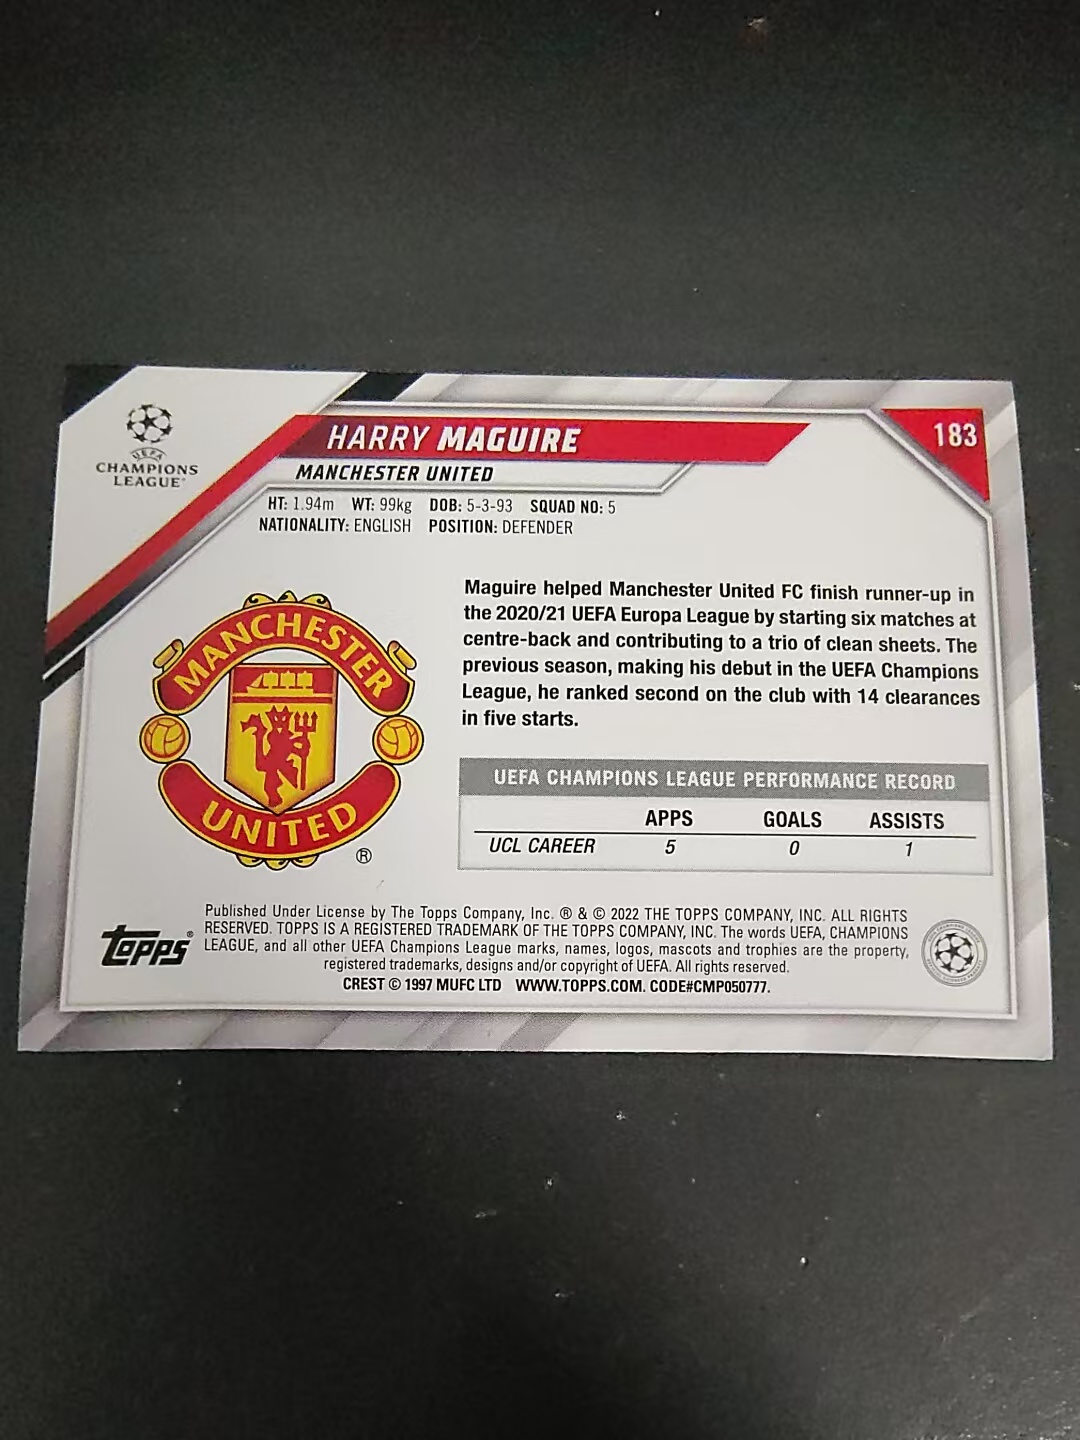 UEFA
CHAMPIONS
LEAGUE
HARRY MAGUIRE
183
MANCHESTER UNITED
HT: 1.94m WT: 99kg DOB: 5-3-93 SQUAD NO: 5
NATIONALITY: ENGLISH POSITION: DEFENDER
MANCHESTER
UNITED
®
Maguire helped Manchester United FC finish runner-up in
the 2020/21 UEFA Europa League by starting six matches at
centre-back and contributing to a trio of clean sheets. The
previous season, making his debut in the UEFA Champions
League, he ranked second on the club with 14 clearances
in five starts.
UEFA CHAMPIONS LEAGUE PERFORMANCE RECORD
APPS GOALS ASSISTS
UCL CAREER 5 0 1
topps®
Published Under License by The Topps Company, Inc. ® & © 2022 THE TOPPS COMPANY, INC. ALL RIGHTS
RESERVED. TOPPS IS A REGISTERED TRADEMARK OF THE TOPPS COMPANY, INC. The words UEFA, CHAMPIONS
LEAGUE, and all other UEFA Champions League marks, names, logos, mascots and trophies are the property,
registered trademarks, designs and/or copyright of UEFA. All rights reserved.
CREST © 1997 MUFC LTD WWW.TOPPS.COM. CODE#CMP050777.